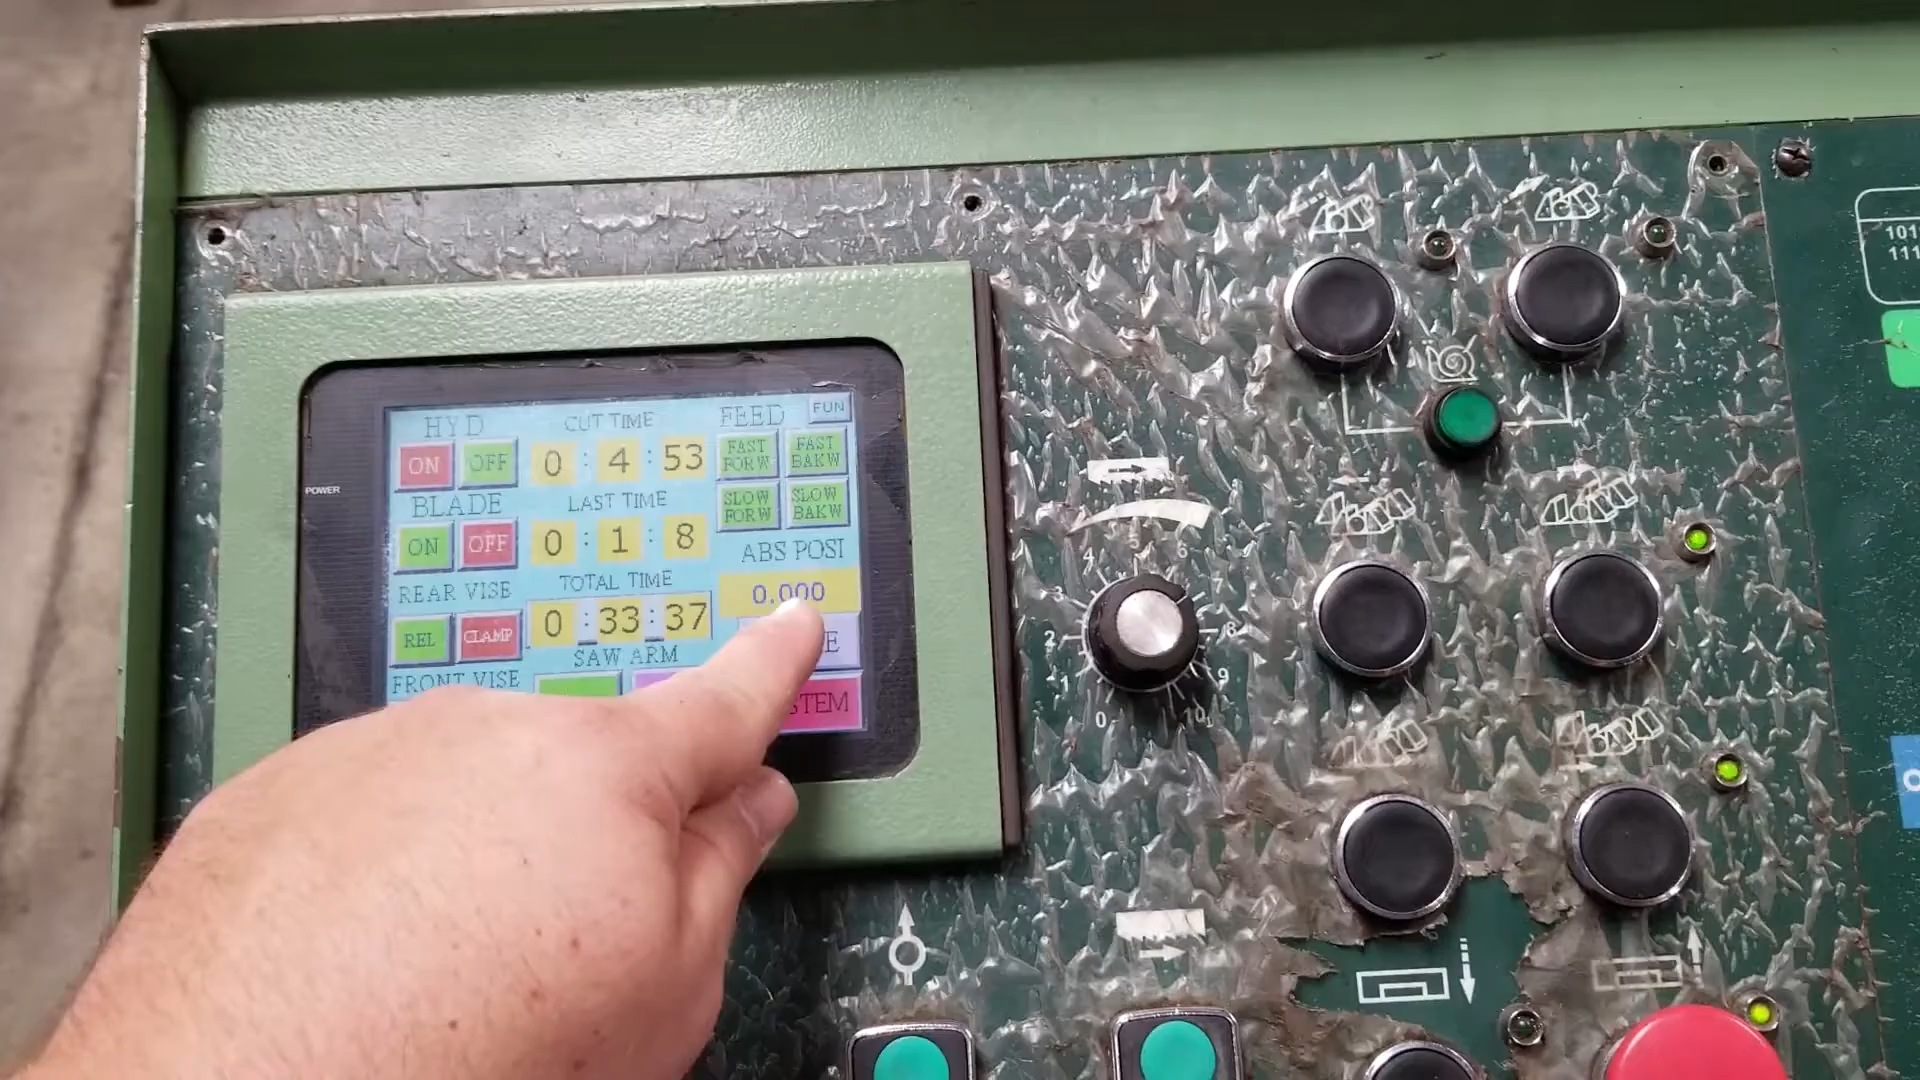 POWER
HYD
ON OFF
BLADE
ON OFF
REAR VISE
REL CLAMP
FRONT VISE
CUT TIME
0 : 4 : 53
LAST TIME
0 : 1 : 8
TOTAL TIME
0 : 33 : 37
SAW ARM
FEED
FUN
FAST FORW
FAST BAKW
SLOW FORW
SLOW BAKW
ABS POSI
0.000
0 1 2 3 4 5 6 8 9 10